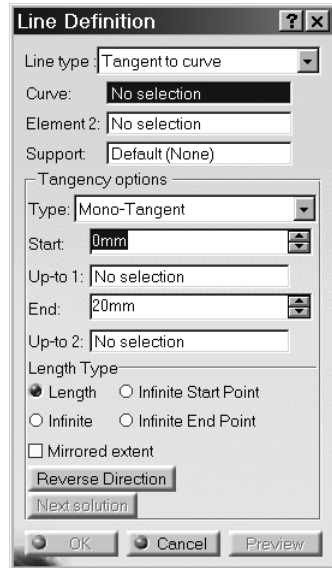 Line Definition ? ×
Line type : Tangent to curve
Curve: No selection
Element 2: No selection
Support: Default (None)
Tangency options
Type: Mono-Tangent
Start: 0mm
Up-to 1: No selection
End: 20mm
Up-to 2: No selection
Length Type
Length Infinite Start Point
Infinite Infinite End Point
Mirrored extent
Reverse Direction
Next solution
OK Cancel Preview